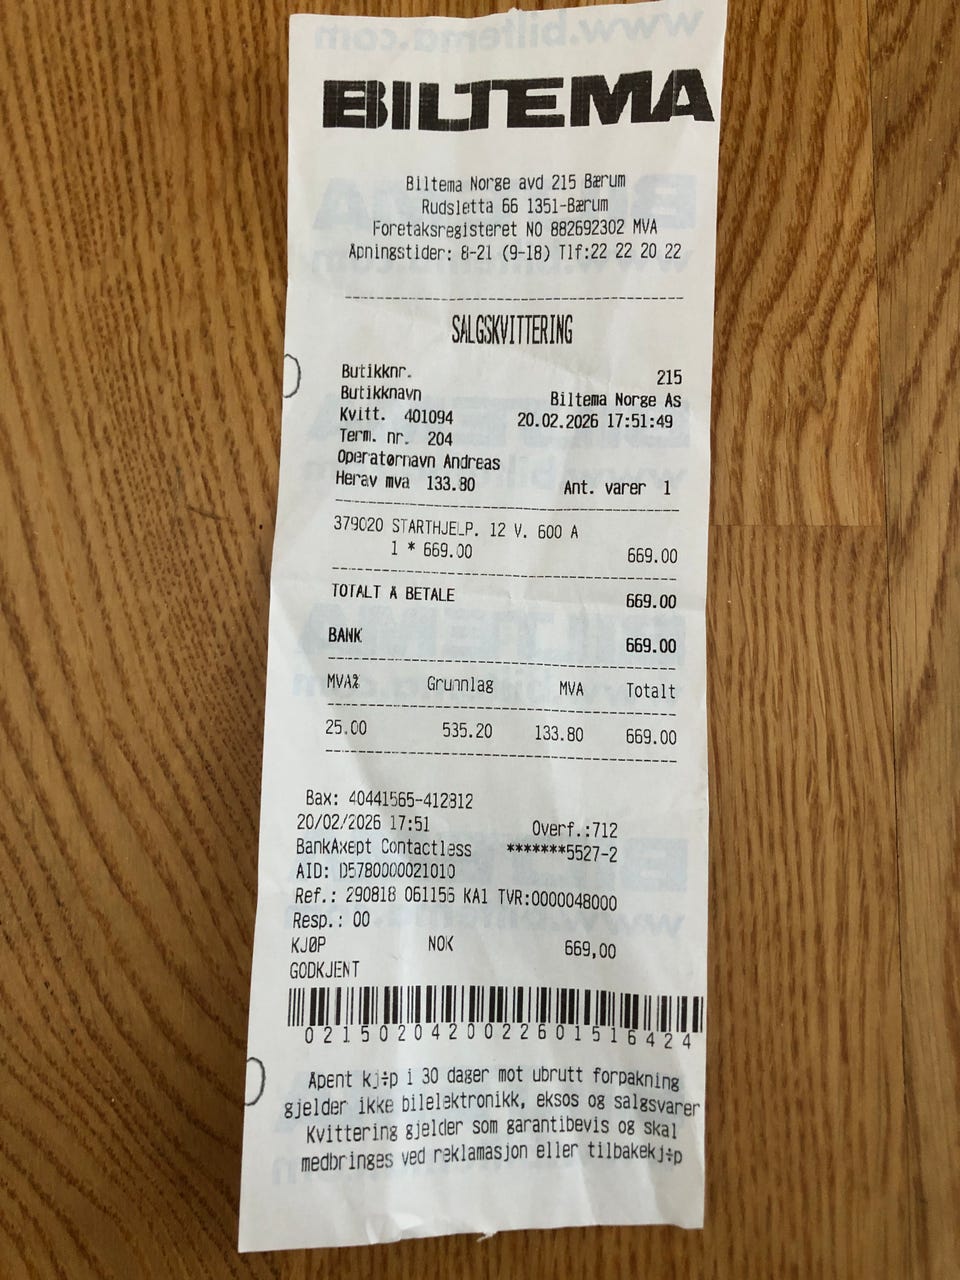 BILTEMA
Biltema Norge avd 215 Bærum
Rudsletta 66 1351-Bærum
Foretaksregisteret NO 882692302 MVA
Åpningstider: 8-21 (9-18) Tlf:22 22 20 22
SALGSKVITTERING
Butikknr. 215
Butikknavn Biltema Norge As
Kvitt. 401094 20.02.2026 17:51:49
Term. nr. 204
Operatørnavn Andreas
Herav mva 133.80 Ant. varer 1
379020 STARTHJELP. 12 V. 600 A
1 * 669.00 669.00
TOTALT Å BETALE 669.00
BANK 669.00
MVA% Grunnlag MVA Totalt
25.00 535.20 133.80 669.00
Bax: 40441565-412812
20/02/2026 17:51 Overf.:712
BankAxept Contactless *******5527-2
AID: D5780000021010
Ref.: 290818 061155 KA1 TVR:0000048000
Resp.: 00
KJØP NOK 669,00
GODKJENT
0215020420022601516424
Åpent kj÷p i 30 dager mot ubrutt forpakning
gjelder ikke bilelektronikk, eksos og salgsvarer
Kvittering gjelder som garantibevis og skal
medbringes ved reklamasjon eller tilbakekj÷p